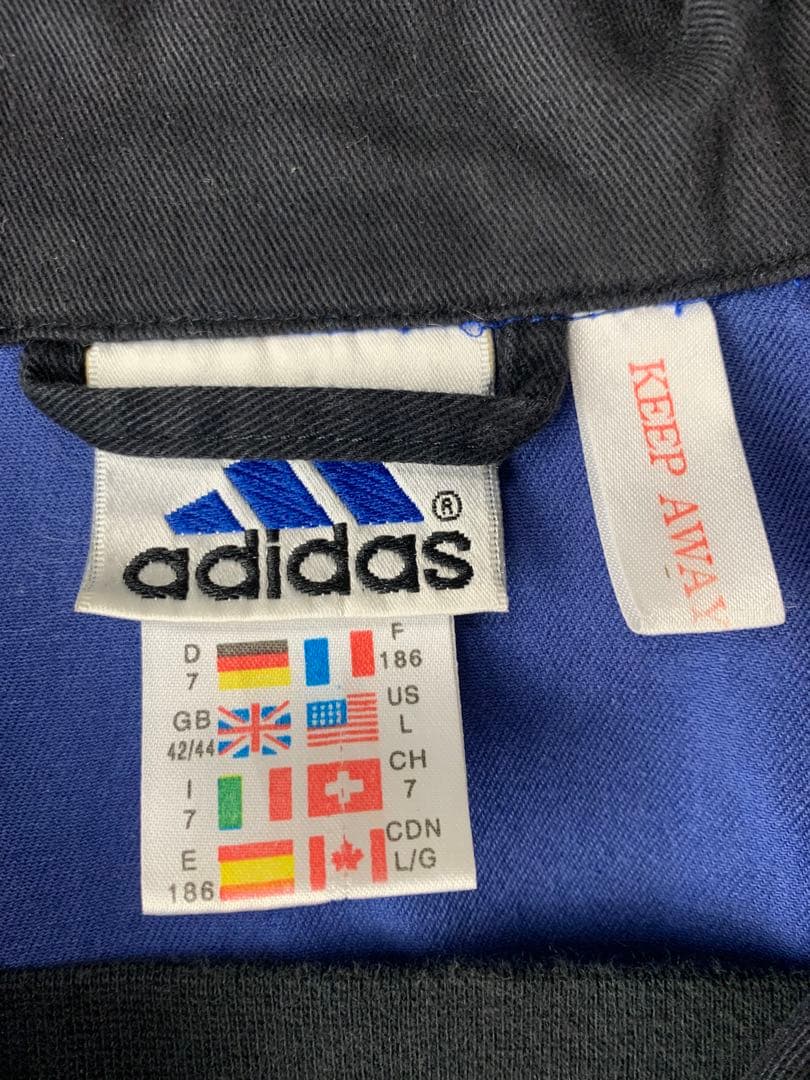 adidas®
D
7
F
186
GB
42/44
US
L
I
7
CH
7
E
186
CDN
L/G
KEEP AWAY